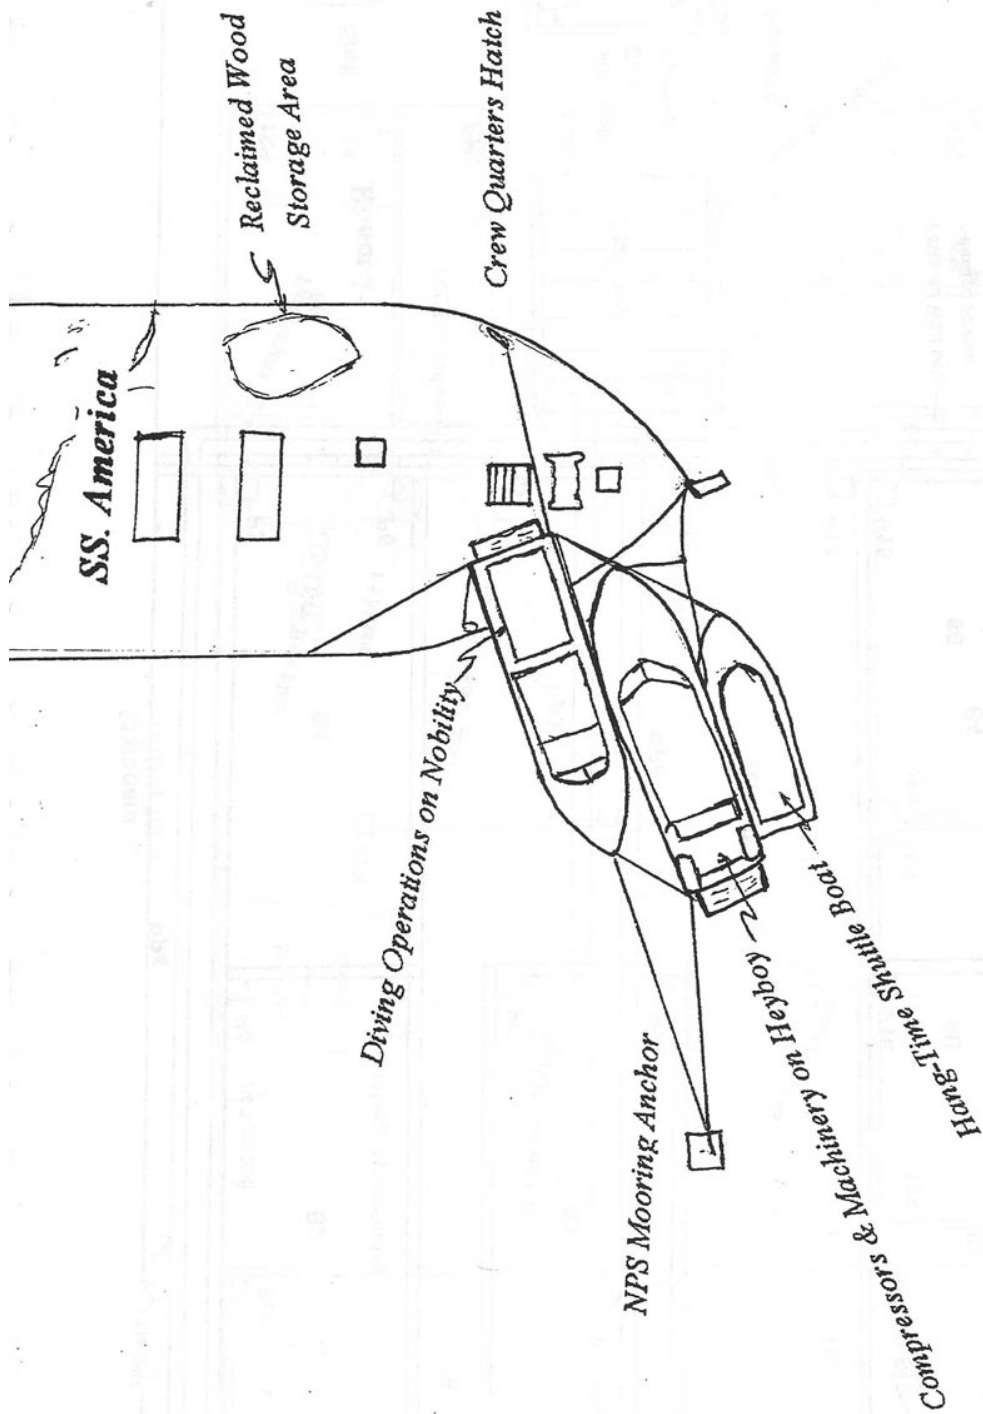 SS. America
Reclaimed Wood
Storage Area
Crew Quarters Hatch
Diving Operations on Nobility
NPS Mooring Anchor
Compressors & Machinery on Heyboy
Hang-Time Shuttle Boat